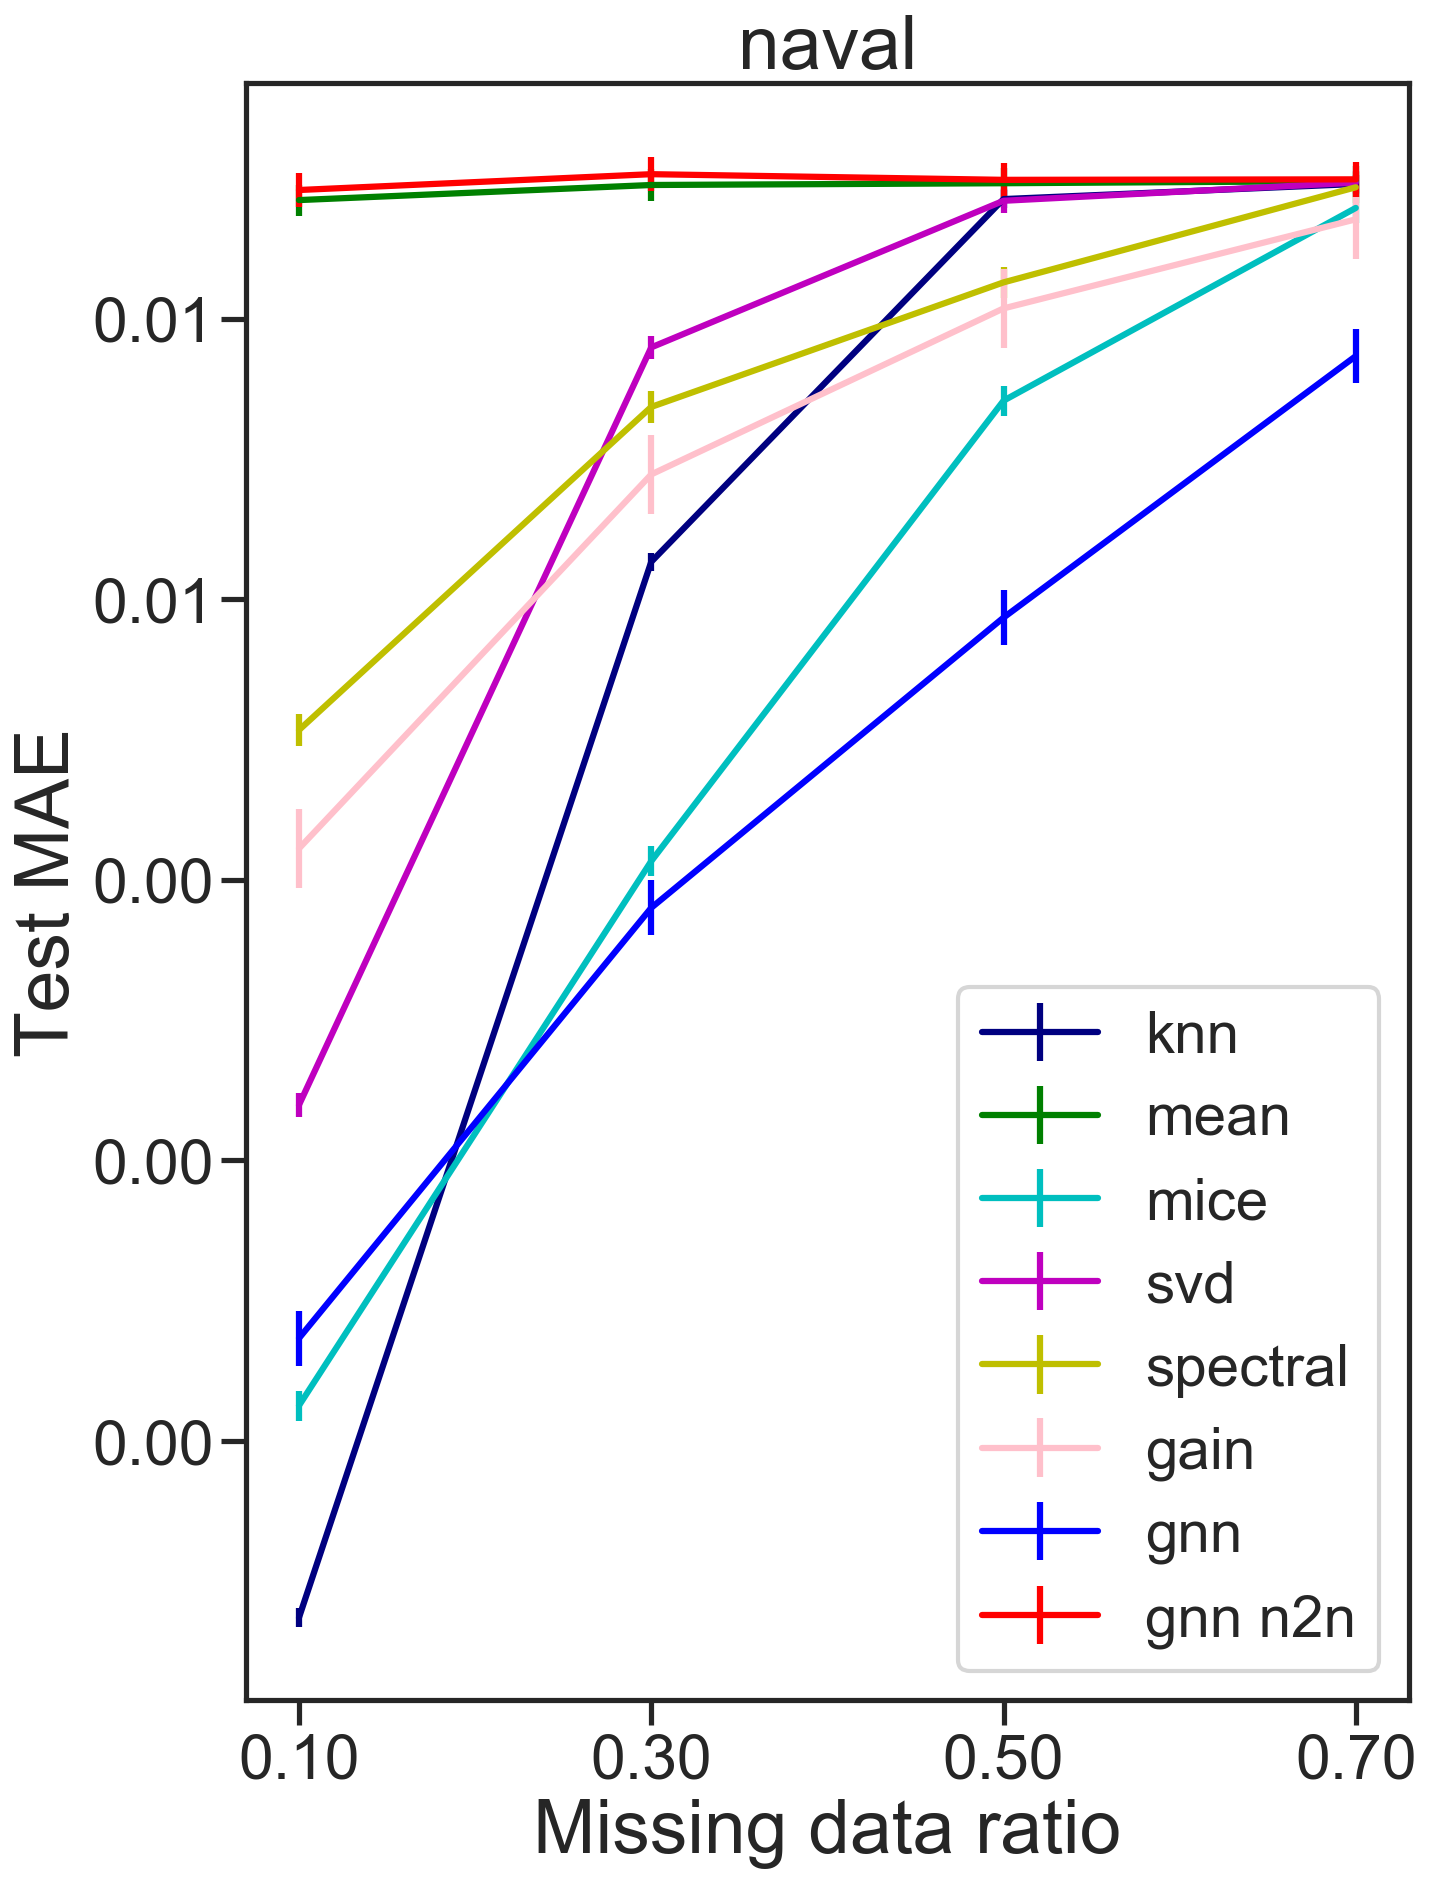 naval
Test MAE
0.01
0.01
0.00
0.00
0.00
knn
mean
mice
svd
spectral
gain
gnn
gnn n2n
0.10 0.30 0.50 0.70
Missing data ratio